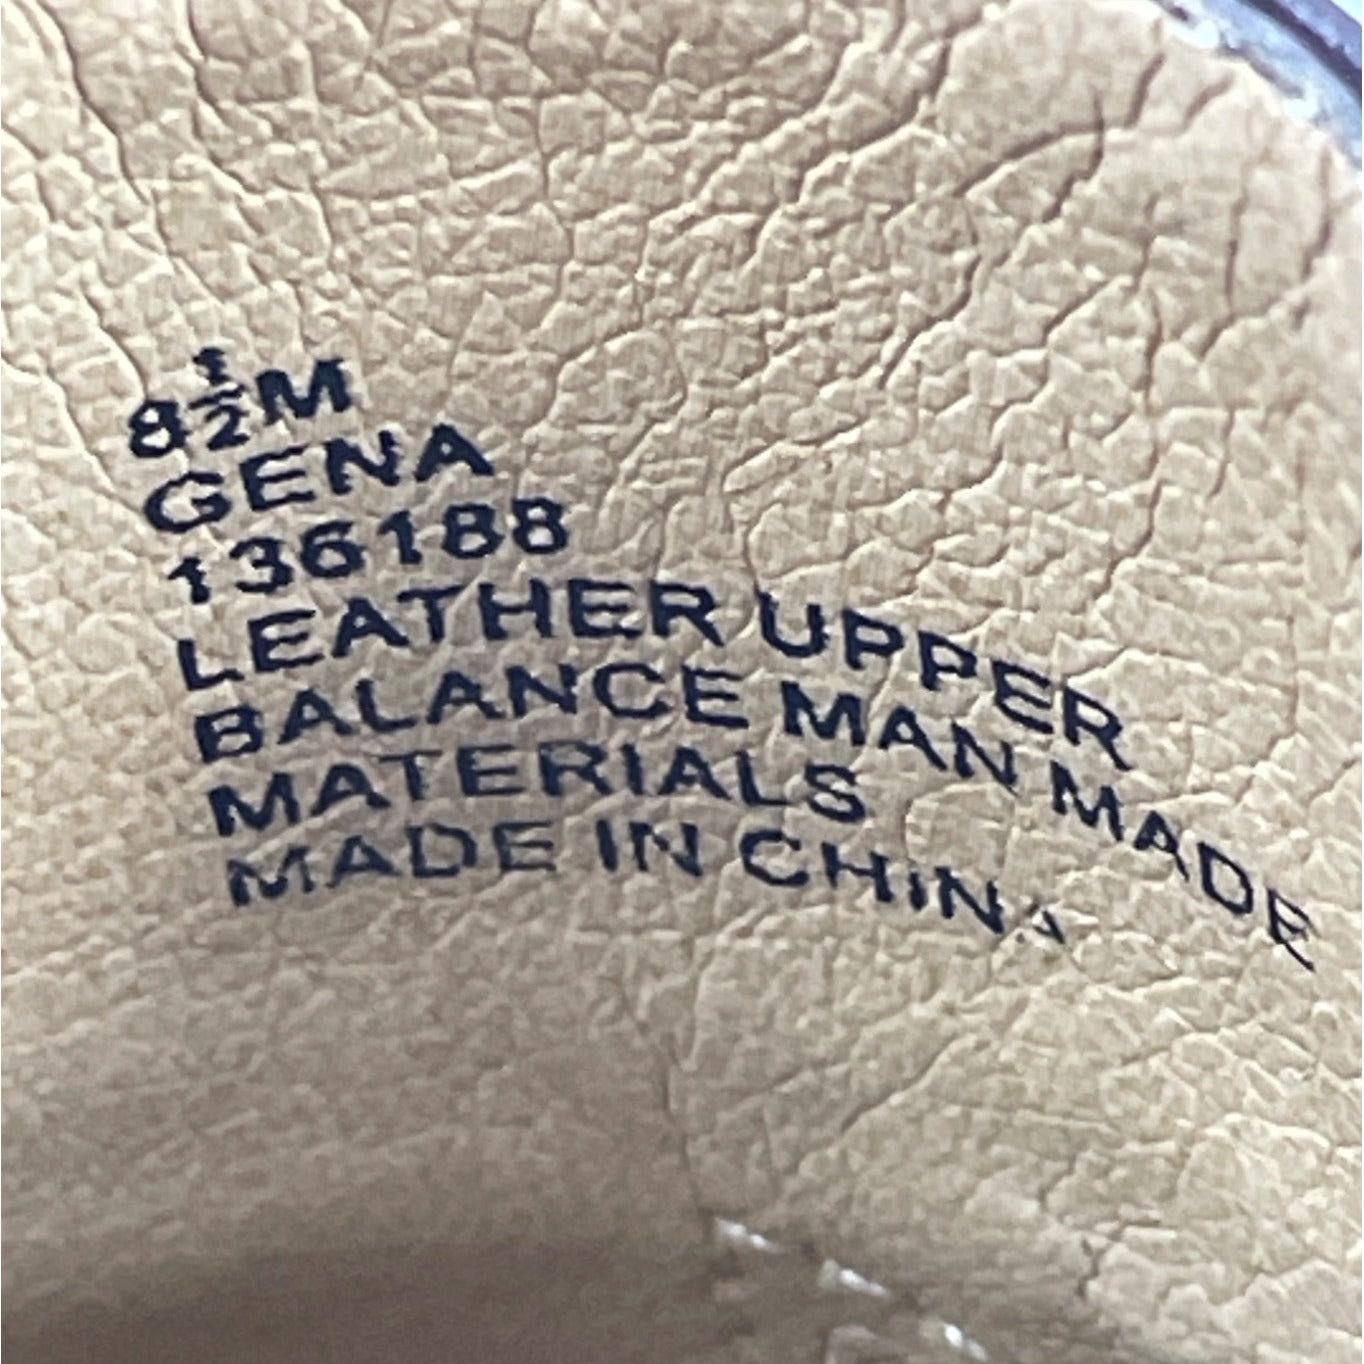 8½M
GENA
136188
LEATHER UPPER
BALANCE MAN MADE
MATERIALS
MADE IN CHINA